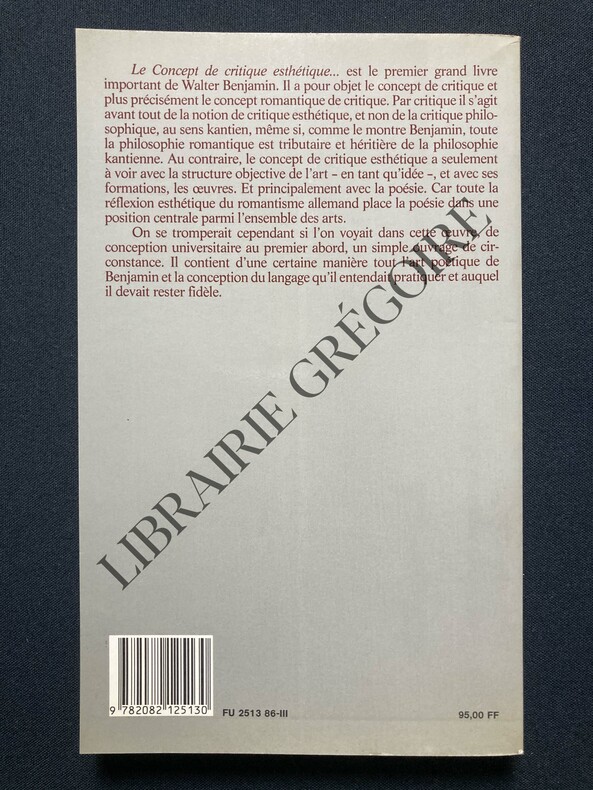 Le Concept de critique esthétique... est le premier grand livre
important de Walter Benjamin. Il a pour objet le concept de critique et
plus précisément le concept romantique de critique. Par critique il s'agit
avant tout de la notion de critique esthétique, et non de la critique philo-
sophique, au sens kantien, même si, comme le montre Benjamin, toute
la philosophie romantique est tributaire et héritière de la philosophie
kantienne. Au contraire, le concept de critique esthétique a seulement
à voir avec la structure objective de l'art – en tant qu'idée –, et avec ses
formations, les œuvres. Et principalement avec la poésie. Car toute la
réflexion esthétique du romantisme allemand place la poésie dans une
position centrale parmi l'ensemble des arts.
On se tromperait cependant si l'on voyait dans cette œuvre, de
conception universitaire au premier abord, un simple ouvrage de cir-
constance. Il contient d'une certaine manière tout l'art poétique de
Benjamin et la conception du langage qu'il entendait pratiquer et auquel
il devait rester fidèle.
LIBRAIRIE GRÉGOIRE
9 782082 125130
FU 2513 86-III
95,00 FF